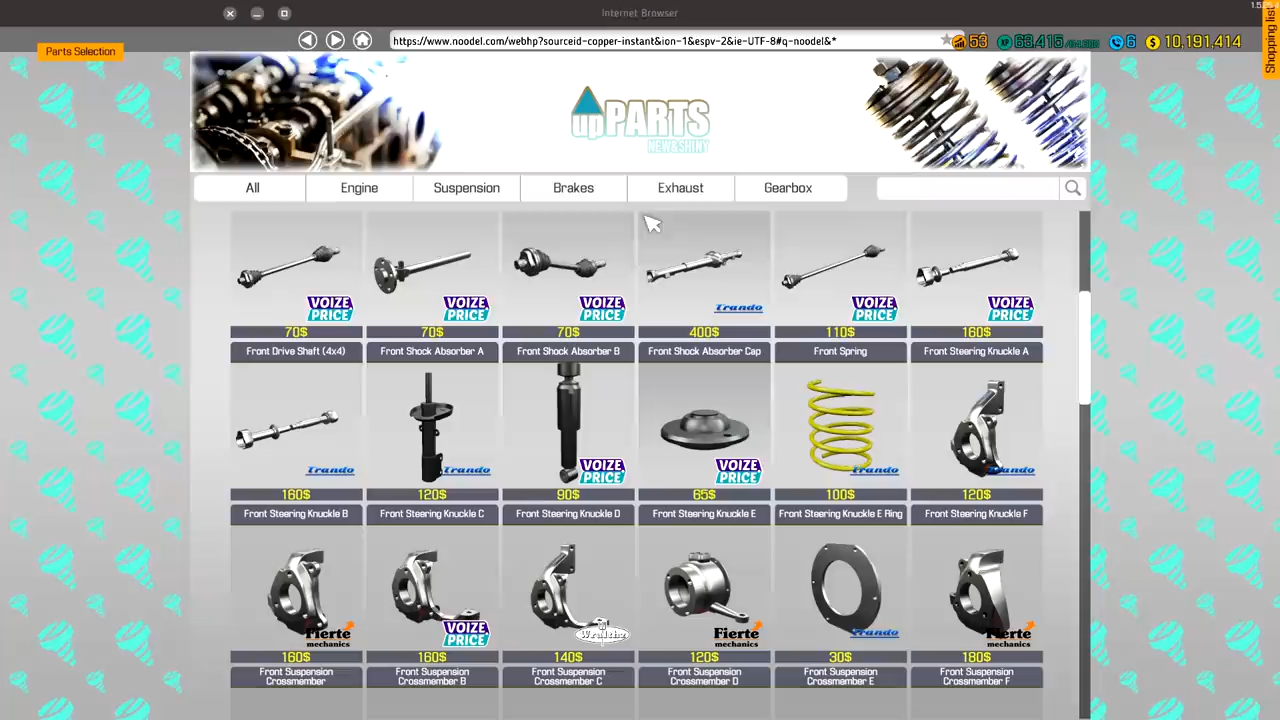 Internet Browser
Parts Selection
https://www.noodel.com/webhp?sourceid-copper-instant&ion-1&espv-2&ie-UTF-8#q-noodel&*
53
6
10,191,414
Shopping list
upPARTS
NEW&SHINY
All
Engine
Suspension
Brakes
Exhaust
Gearbox
VOIZE PRICE
VOIZE PRICE
VOIZE PRICE
Trando
VOIZE PRICE
VOIZE PRICE
70$
70$
70$
400$
110$
160$
Front Drive Shaft (4x4)
Front Shock Absorber A
Front Shock Absorber B
Front Shock Absorber Cap
Front Spring
Front Steering Knuckle A
Trando
Trando
VOIZE PRICE
VOIZE PRICE
Trando
Trando
160$
120$
90$
65$
100$
120$
Front Steering Knuckle B
Front Steering Knuckle C
Front Steering Knuckle D
Front Steering Knuckle E
Front Steering Knuckle E Ring
Front Steering Knuckle F
Fierte mechanics
VOIZE PRICE
Fierte mechanics
Trando
Fierte mechanics
160$
160$
140$
120$
30$
180$
Front Suspension Crossmember
Front Suspension Crossmember B
Front Suspension Crossmember C
Front Suspension Crossmember D
Front Suspension Crossmember E
Front Suspension Crossmember F